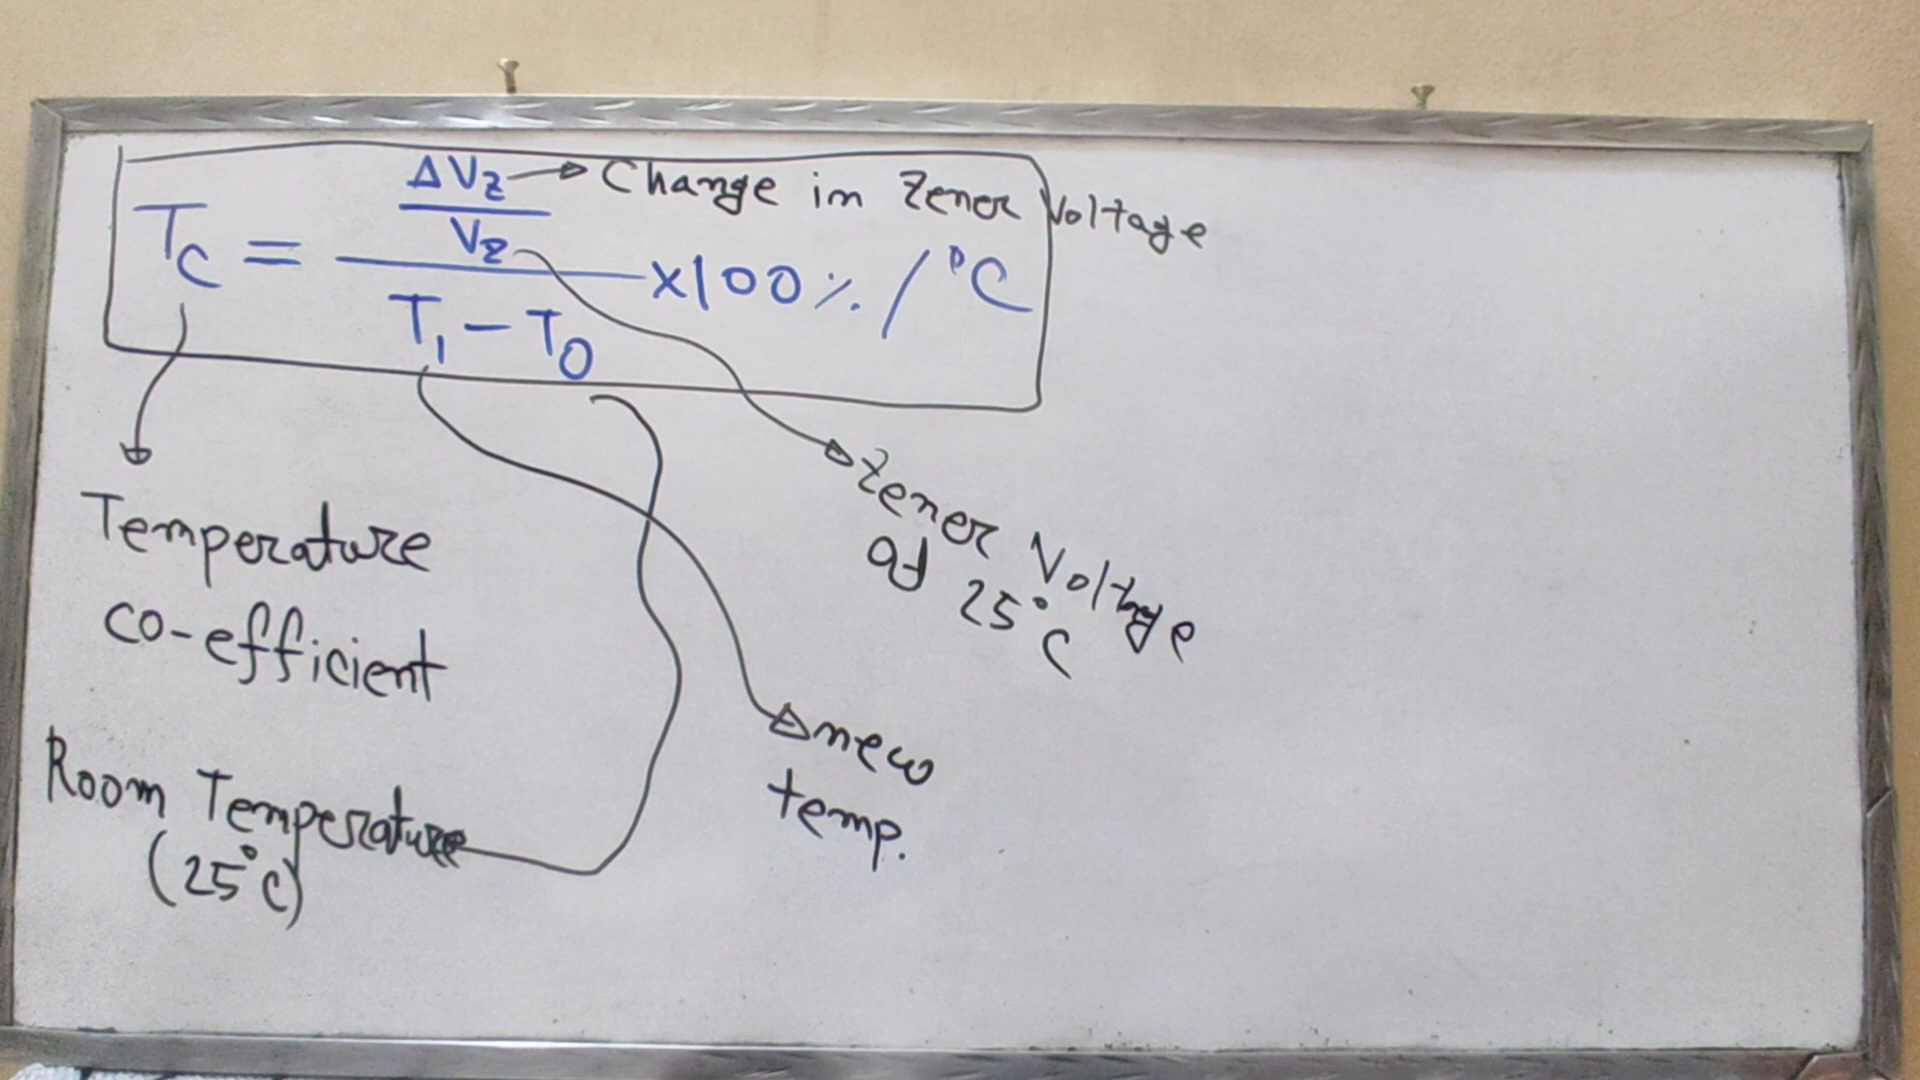 ΔVz → Change in Zener Voltage
Vz
Tc = ×100 % / °C
T1 - T0
Temperature
co-efficient
Zener Voltage
at 25°C
new
temp.
Room Temperature
(25°C)